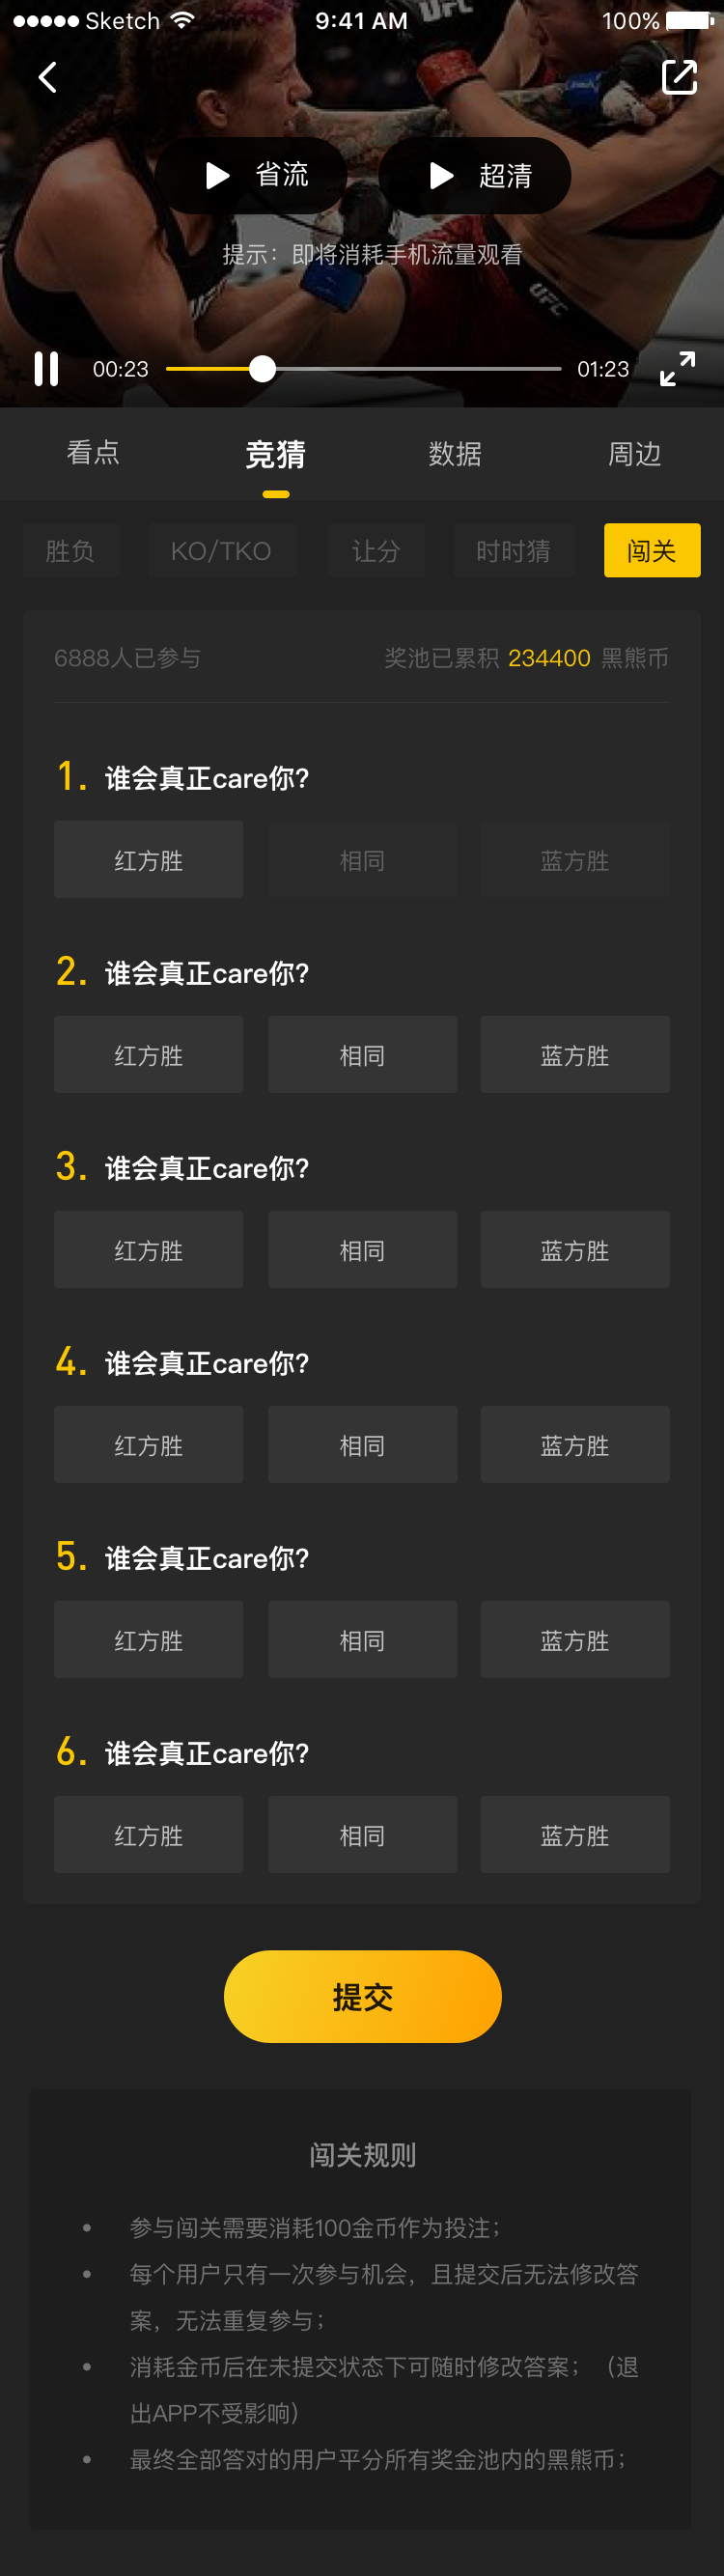 Sketch 9:41 AM 100%
UFC
省流 超清
提示：即将消耗手机流量观看
UFC
00:23 01:23
看点 竞猜 数据 周边
胜负 KO/TKO 让分 时时猜 闯关
6888人已参与 奖池已累积 234400 黑熊币
1. 谁会真正care你?
红方胜 相同 蓝方胜
2. 谁会真正care你?
红方胜 相同 蓝方胜
3. 谁会真正care你?
红方胜 相同 蓝方胜
4. 谁会真正care你?
红方胜 相同 蓝方胜
5. 谁会真正care你?
红方胜 相同 蓝方胜
6. 谁会真正care你?
红方胜 相同 蓝方胜
提交
闯关规则
• 参与闯关需要消耗100金币作为投注；
• 每个用户只有一次参与机会，且提交后无法修改答
案，无法重复参与；
• 消耗金币后在未提交状态下可随时修改答案；（退
出APP不受影响）
• 最终全部答对的用户平分所有奖金池内的黑熊币；